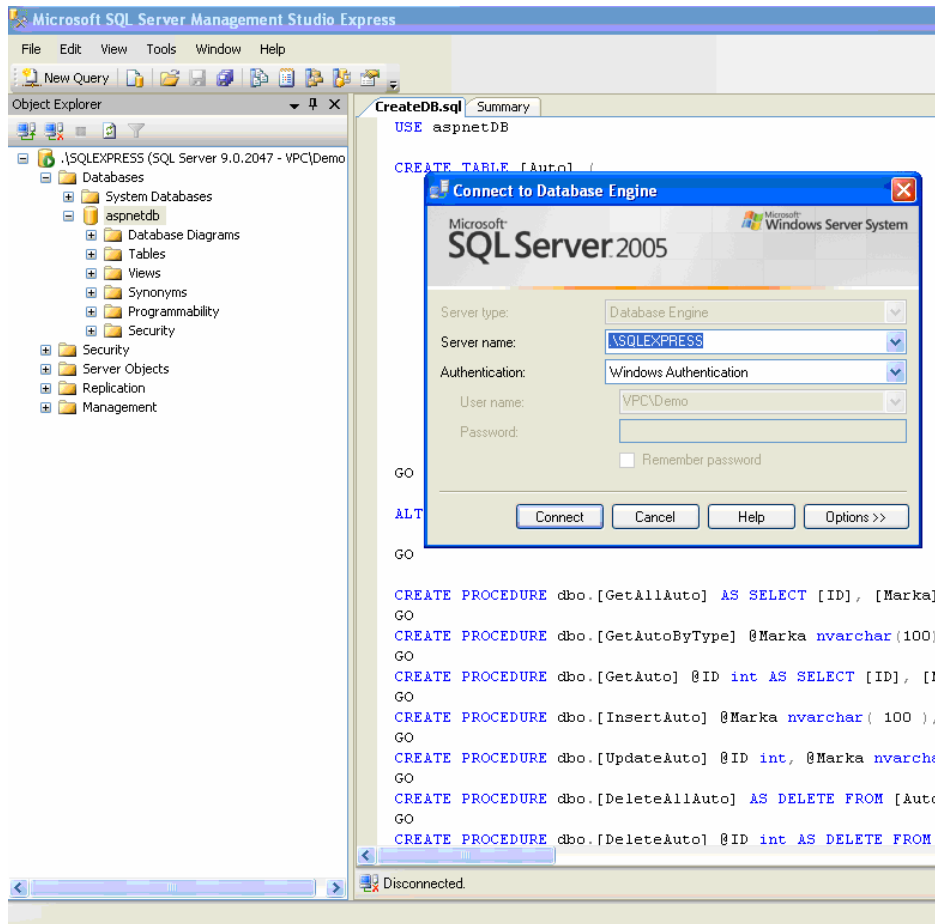 Microsoft SQL Server Management Studio Express
File Edit View Tools Window Help
New Query
Object Explorer
.\SQLEXPRESS (SQL Server 9.0.2047 - VPC\Demo
Databases
System Databases
aspnetdb
Database Diagrams
Tables
Views
Synonyms
Programmability
Security
Security
Server Objects
Replication
Management
CreateDB.sql Summary
USE aspnetDB
CREATE TABLE [Auto] (
Connect to Database Engine
Microsoft
SQL Server 2005
Microsoft
Windows Server System
Server type: Database Engine
Server name: .\SQLEXPRESS
Authentication: Windows Authentication
User name: VPC\Demo
Password:
Remember password
Connect Cancel Help Options >>
GO
ALT
GO
CREATE PROCEDURE dbo.[GetAllAuto] AS SELECT [ID], [Marka]
GO
CREATE PROCEDURE dbo.[GetAutoByType] @Marka nvarchar(100)
GO
CREATE PROCEDURE dbo.[GetAuto] @ID int AS SELECT [ID], [
GO
CREATE PROCEDURE dbo.[InsertAuto] @Marka nvarchar( 100 ),
GO
CREATE PROCEDURE dbo.[UpdateAuto] @ID int, @Marka nvarcha
GO
CREATE PROCEDURE dbo.[DeleteAllAuto] AS DELETE FROM [Auto
GO
CREATE PROCEDURE dbo.[DeleteAuto] @ID int AS DELETE FROM
Disconnected.